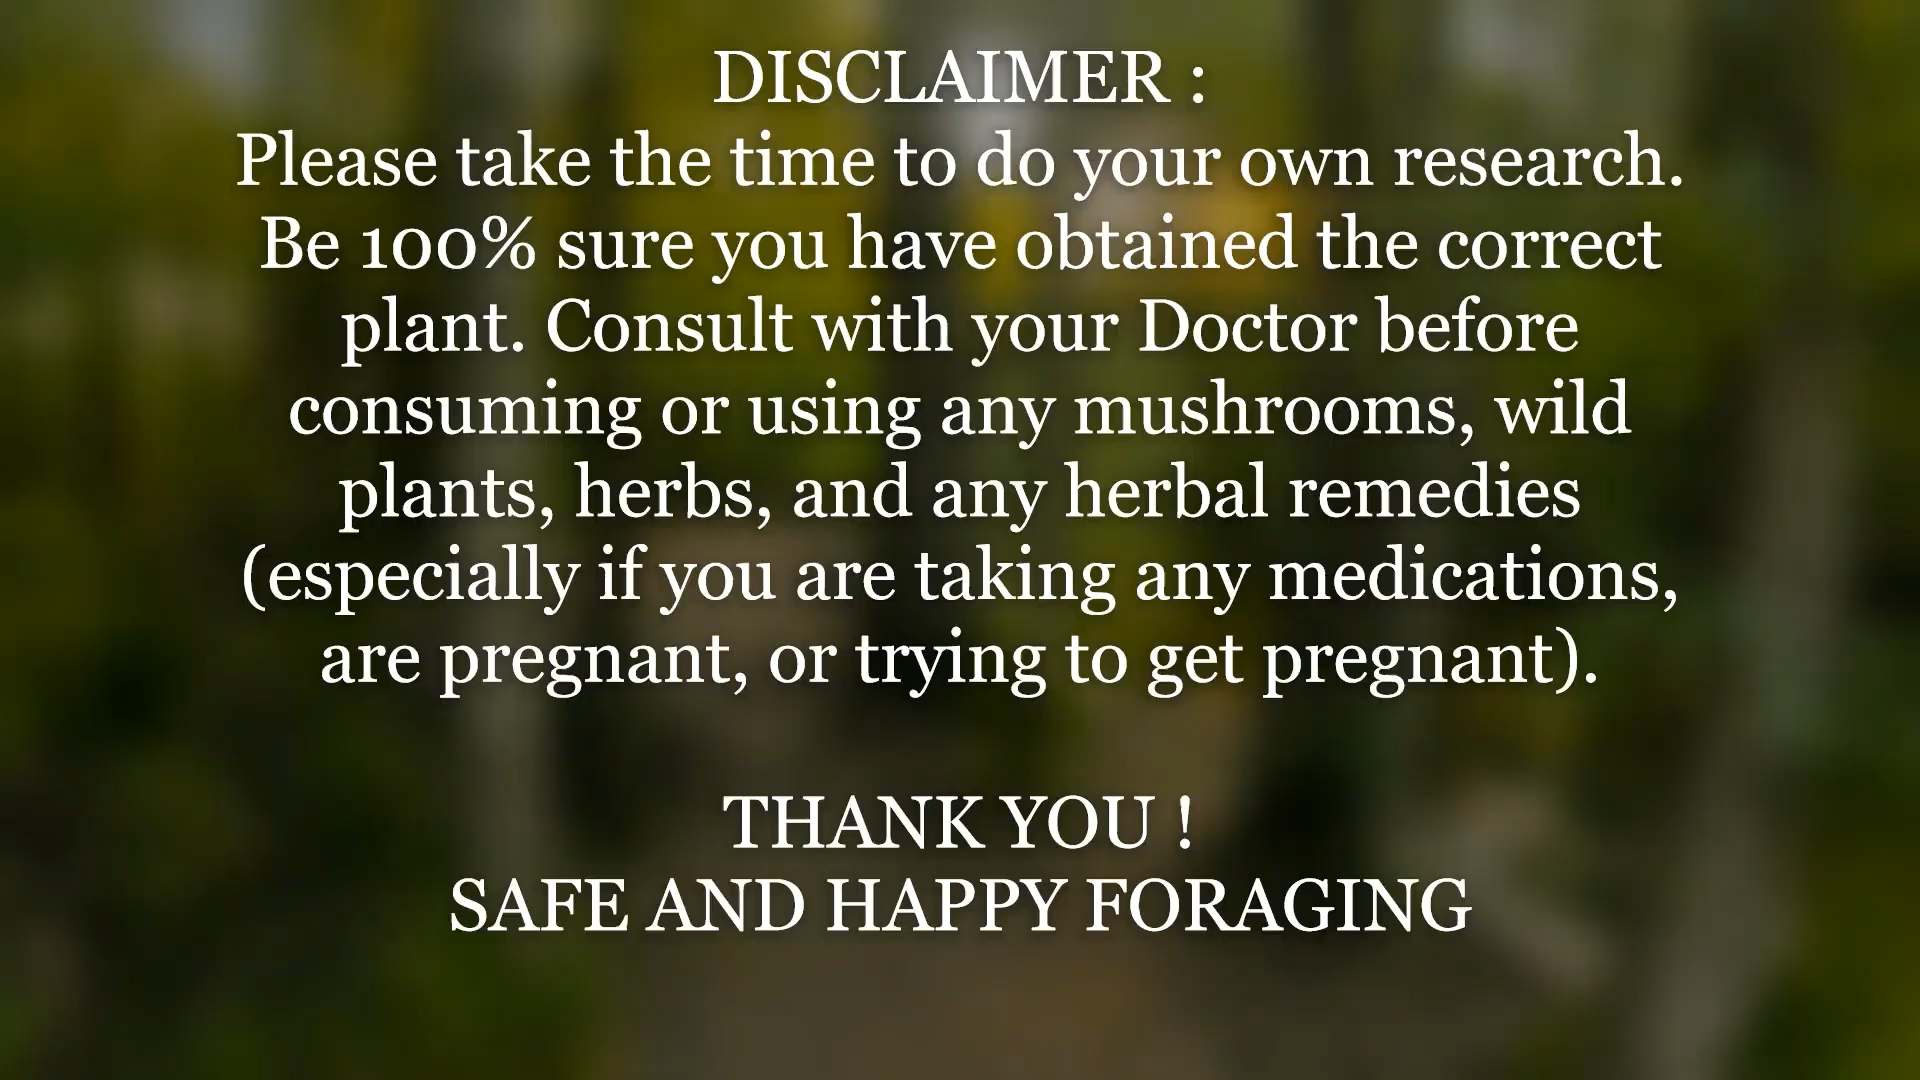 DISCLAIMER :
Please take the time to do your own research.
Be 100% sure you have obtained the correct
plant. Consult with your Doctor before
consuming or using any mushrooms, wild
plants, herbs, and any herbal remedies
(especially if you are taking any medications,
are pregnant, or trying to get pregnant).
THANK YOU !
SAFE AND HAPPY FORAGING